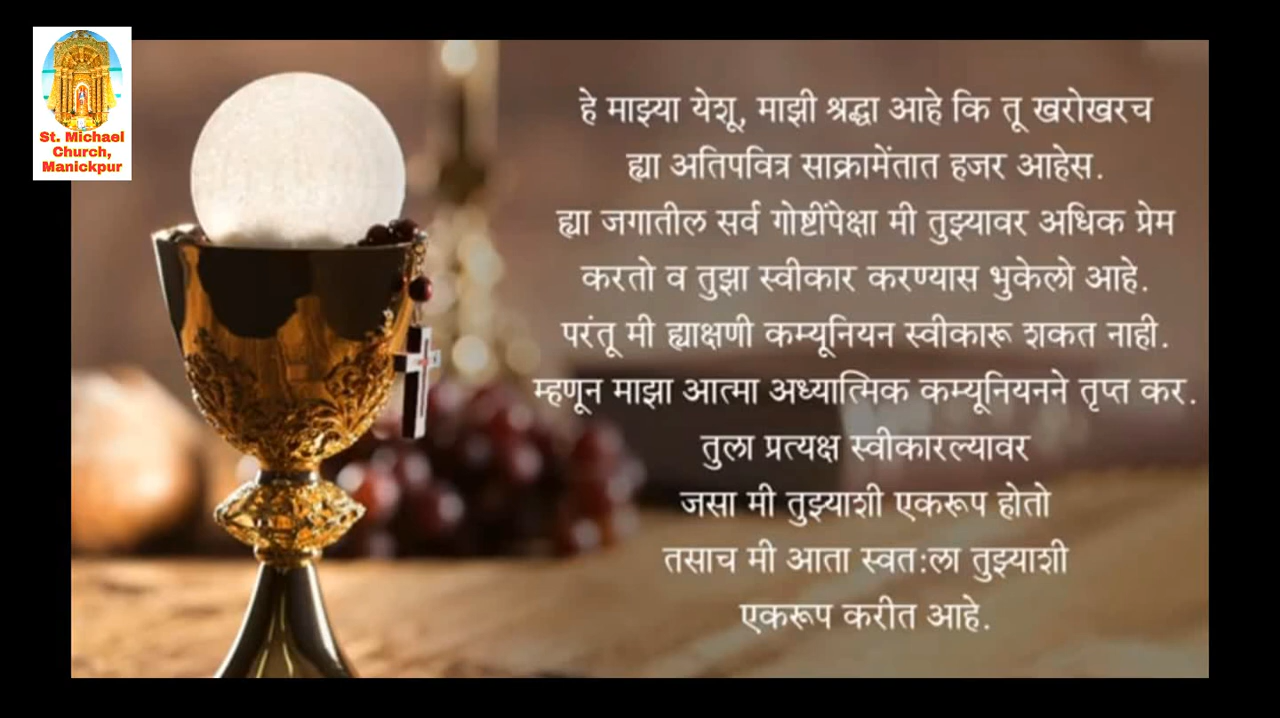 St. Michael
Church,
Manickpur
हे माझ्या येशू, माझी श्रद्धा आहे कि तू खरोखरच
ह्या अतिपवित्र साक्रामेंतात हजर आहेस.
ह्या जगातील सर्व गोष्टींपेक्षा मी तुझ्यावर अधिक प्रेम
करतो व तुझा स्वीकार करण्यास भुकेलो आहे.
परंतू मी ह्याक्षणी कम्यूनियन स्वीकारू शकत नाही.
म्हणून माझा आत्मा अध्यात्मिक कम्यूनियनने तृप्त कर.
तुला प्रत्यक्ष स्वीकारल्यावर
जसा मी तुझ्याशी एकरूप होतो
तसाच मी आता स्वत:ला तुझ्याशी
एकरूप करीत आहे.